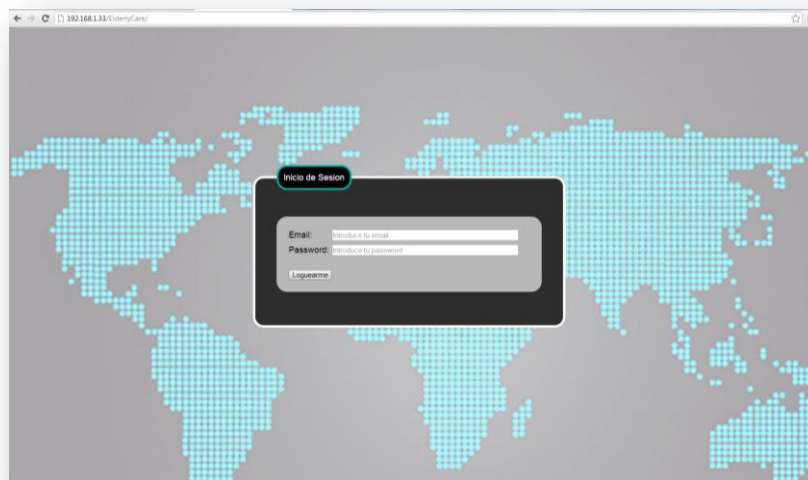 192.168.1.33/ElderlyCare/
Inicio de Sesion
Email: Introduce tu email
Password: Introduce tu password
Loguearme